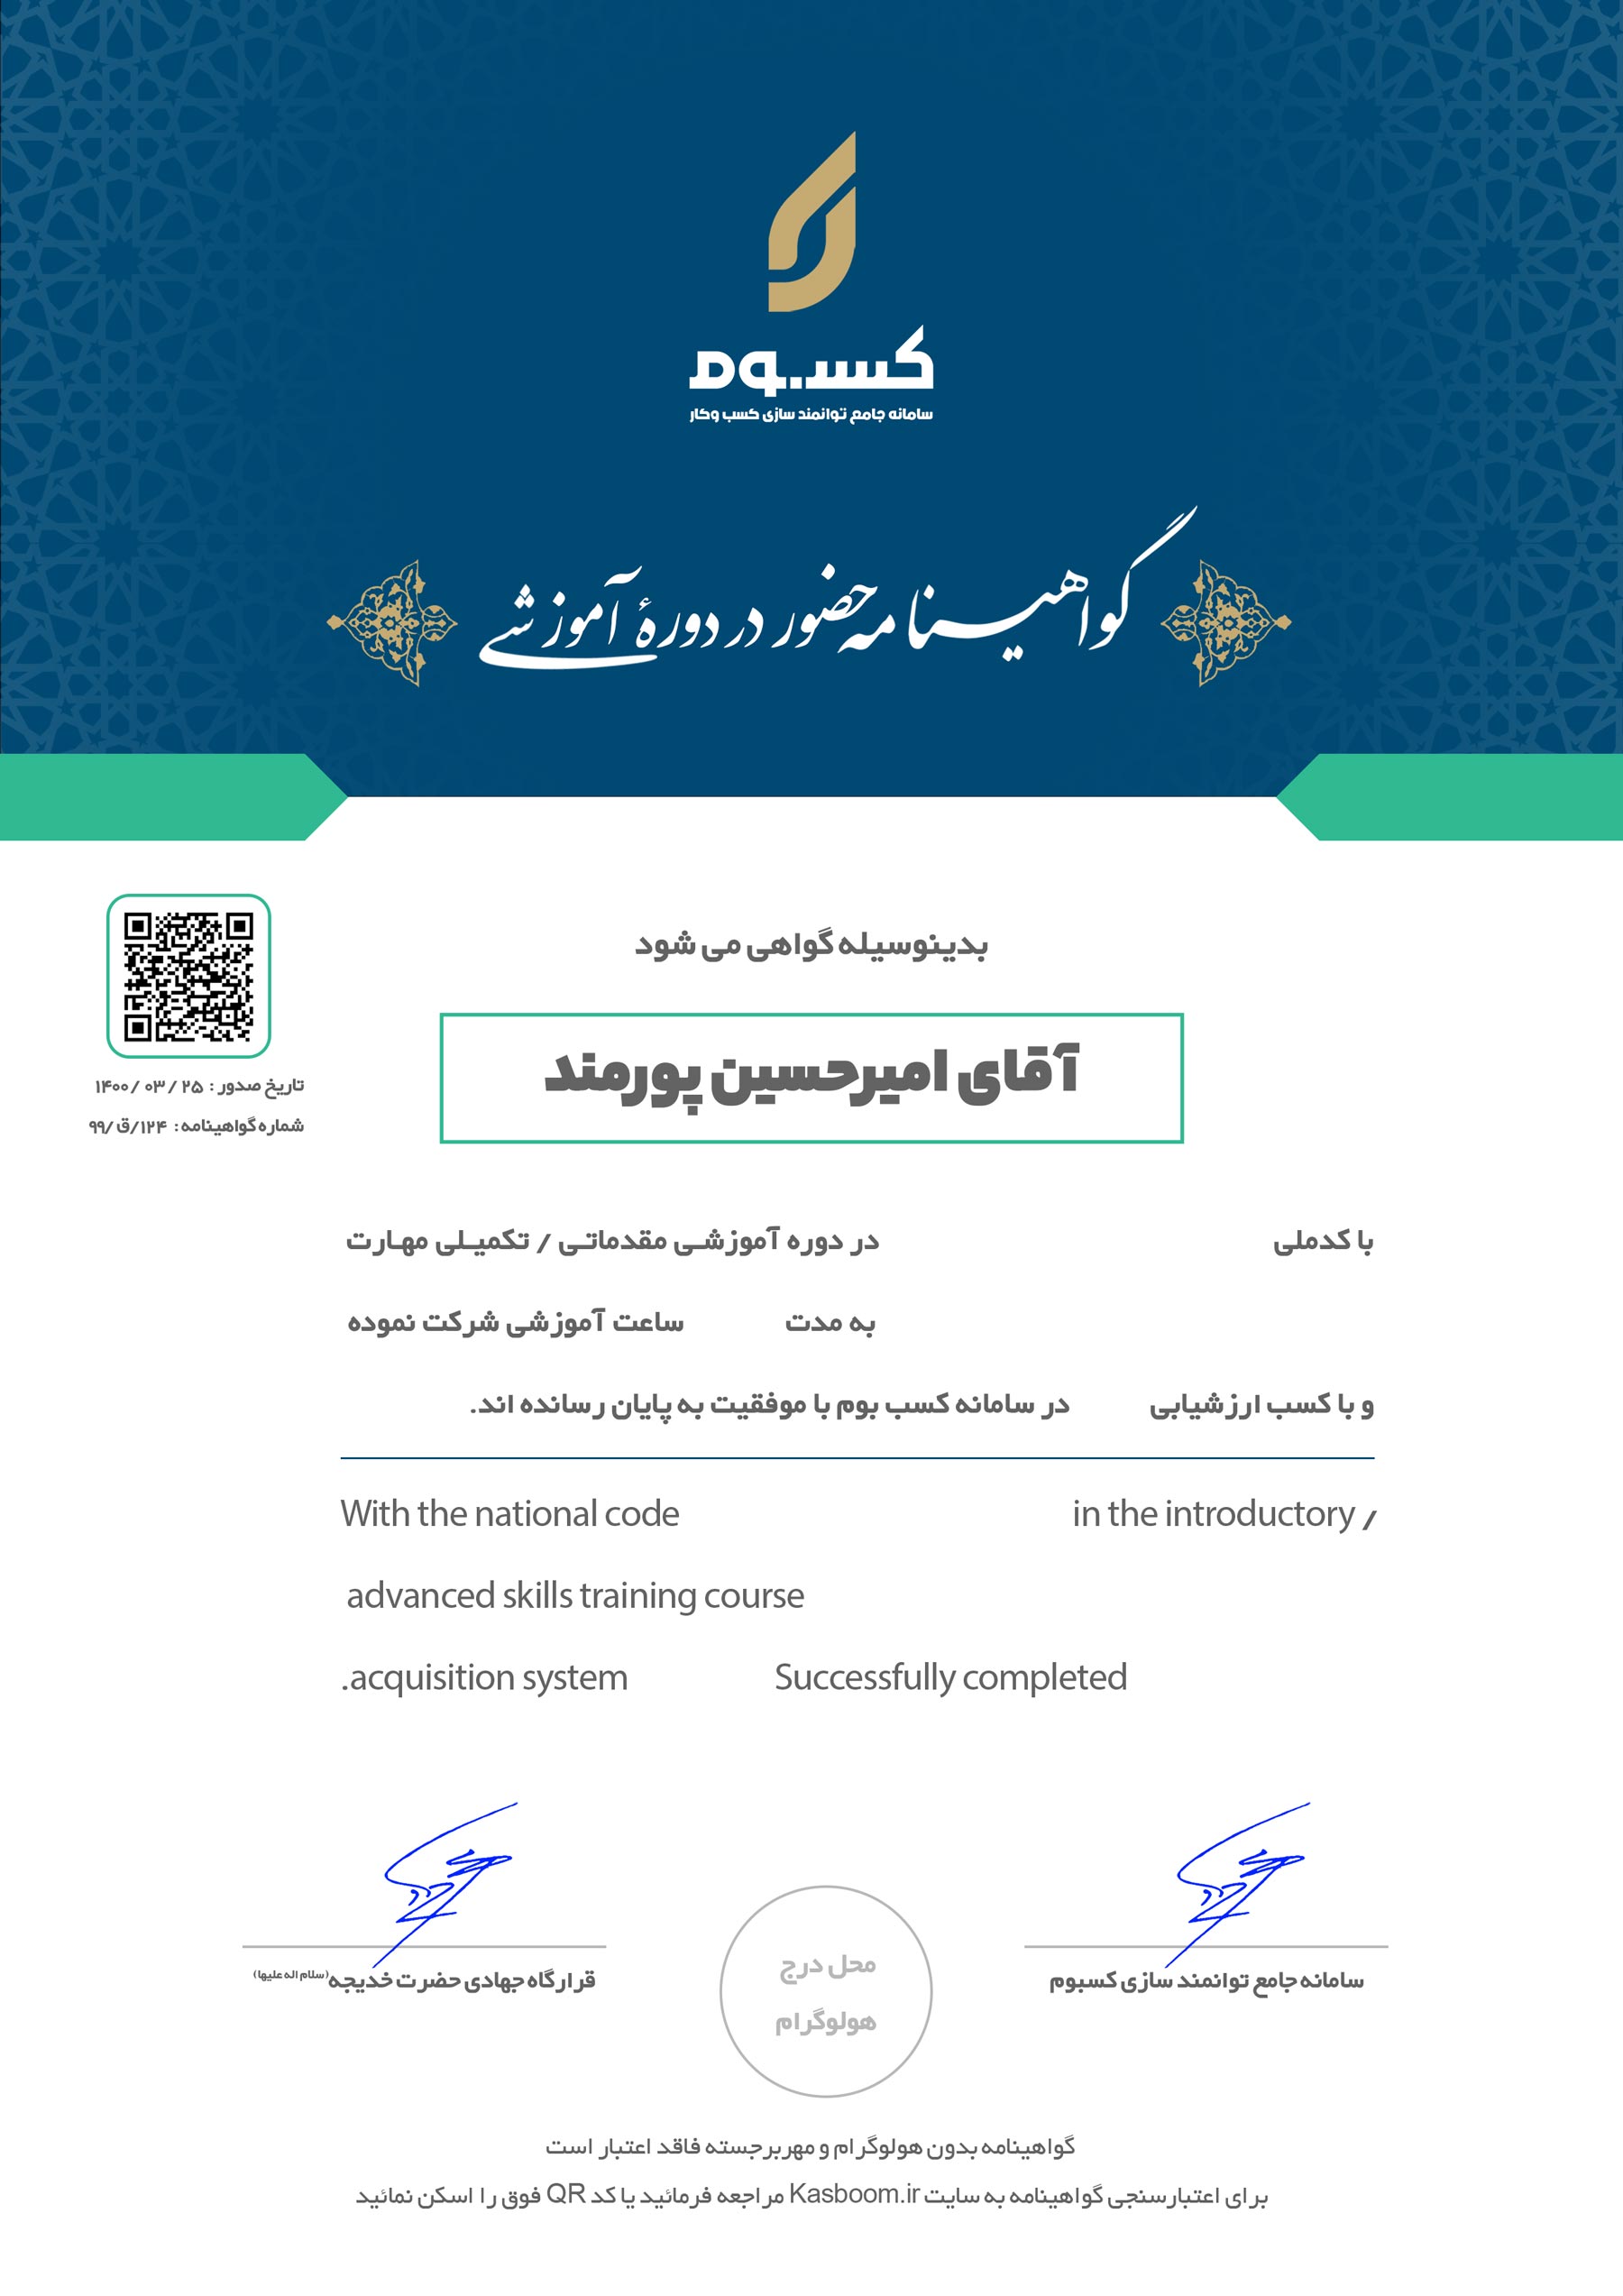 کسبوم
سامانه جامع توانمند سازی کسب وکار
گواهینامه حضور در دورهٔ آموزشی
بدینوسیله گواهی می شود
آقای امیرحسین پورمند
تاریخ صدور : ۲۵ / ۰۳ / ۱۴۰۰
شماره گواهینامه : ۱۲۴/ق/۹۹
با کدملی در دوره آموزشی مقدماتی / تکمیلی مهارت
به مدت ساعت آموزشی شرکت نموده
و با کسب ارزشیابی در سامانه کسب بوم با موفقیت به پایان رسانده اند.
With the national code in the introductory /
advanced skills training course
.acquisition system Successfully completed
سامانه جامع توانمند سازی کسبوم
قرارگاه جهادی حضرت خدیجه(سلام اله علیها)
محل درج
هولوگرام
گواهینامه بدون هولوگرام و مهربرجسته فاقد اعتبار است
برای اعتبارسنجی گواهینامه به سایت Kasboom.ir مراجعه فرمائید یا کد QR فوق را اسکن نمائید